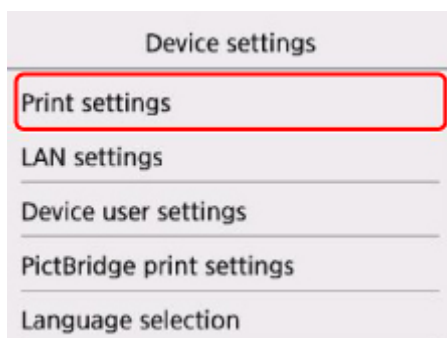 Device settings
Print settings
LAN settings
Device user settings
PictBridge print settings
Language selection